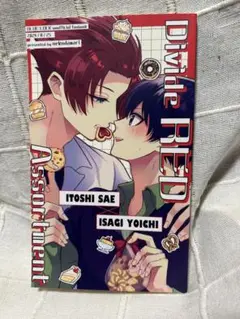 Divide RED
Assortment
ITOSHI SAE
ISAGI YOICHI